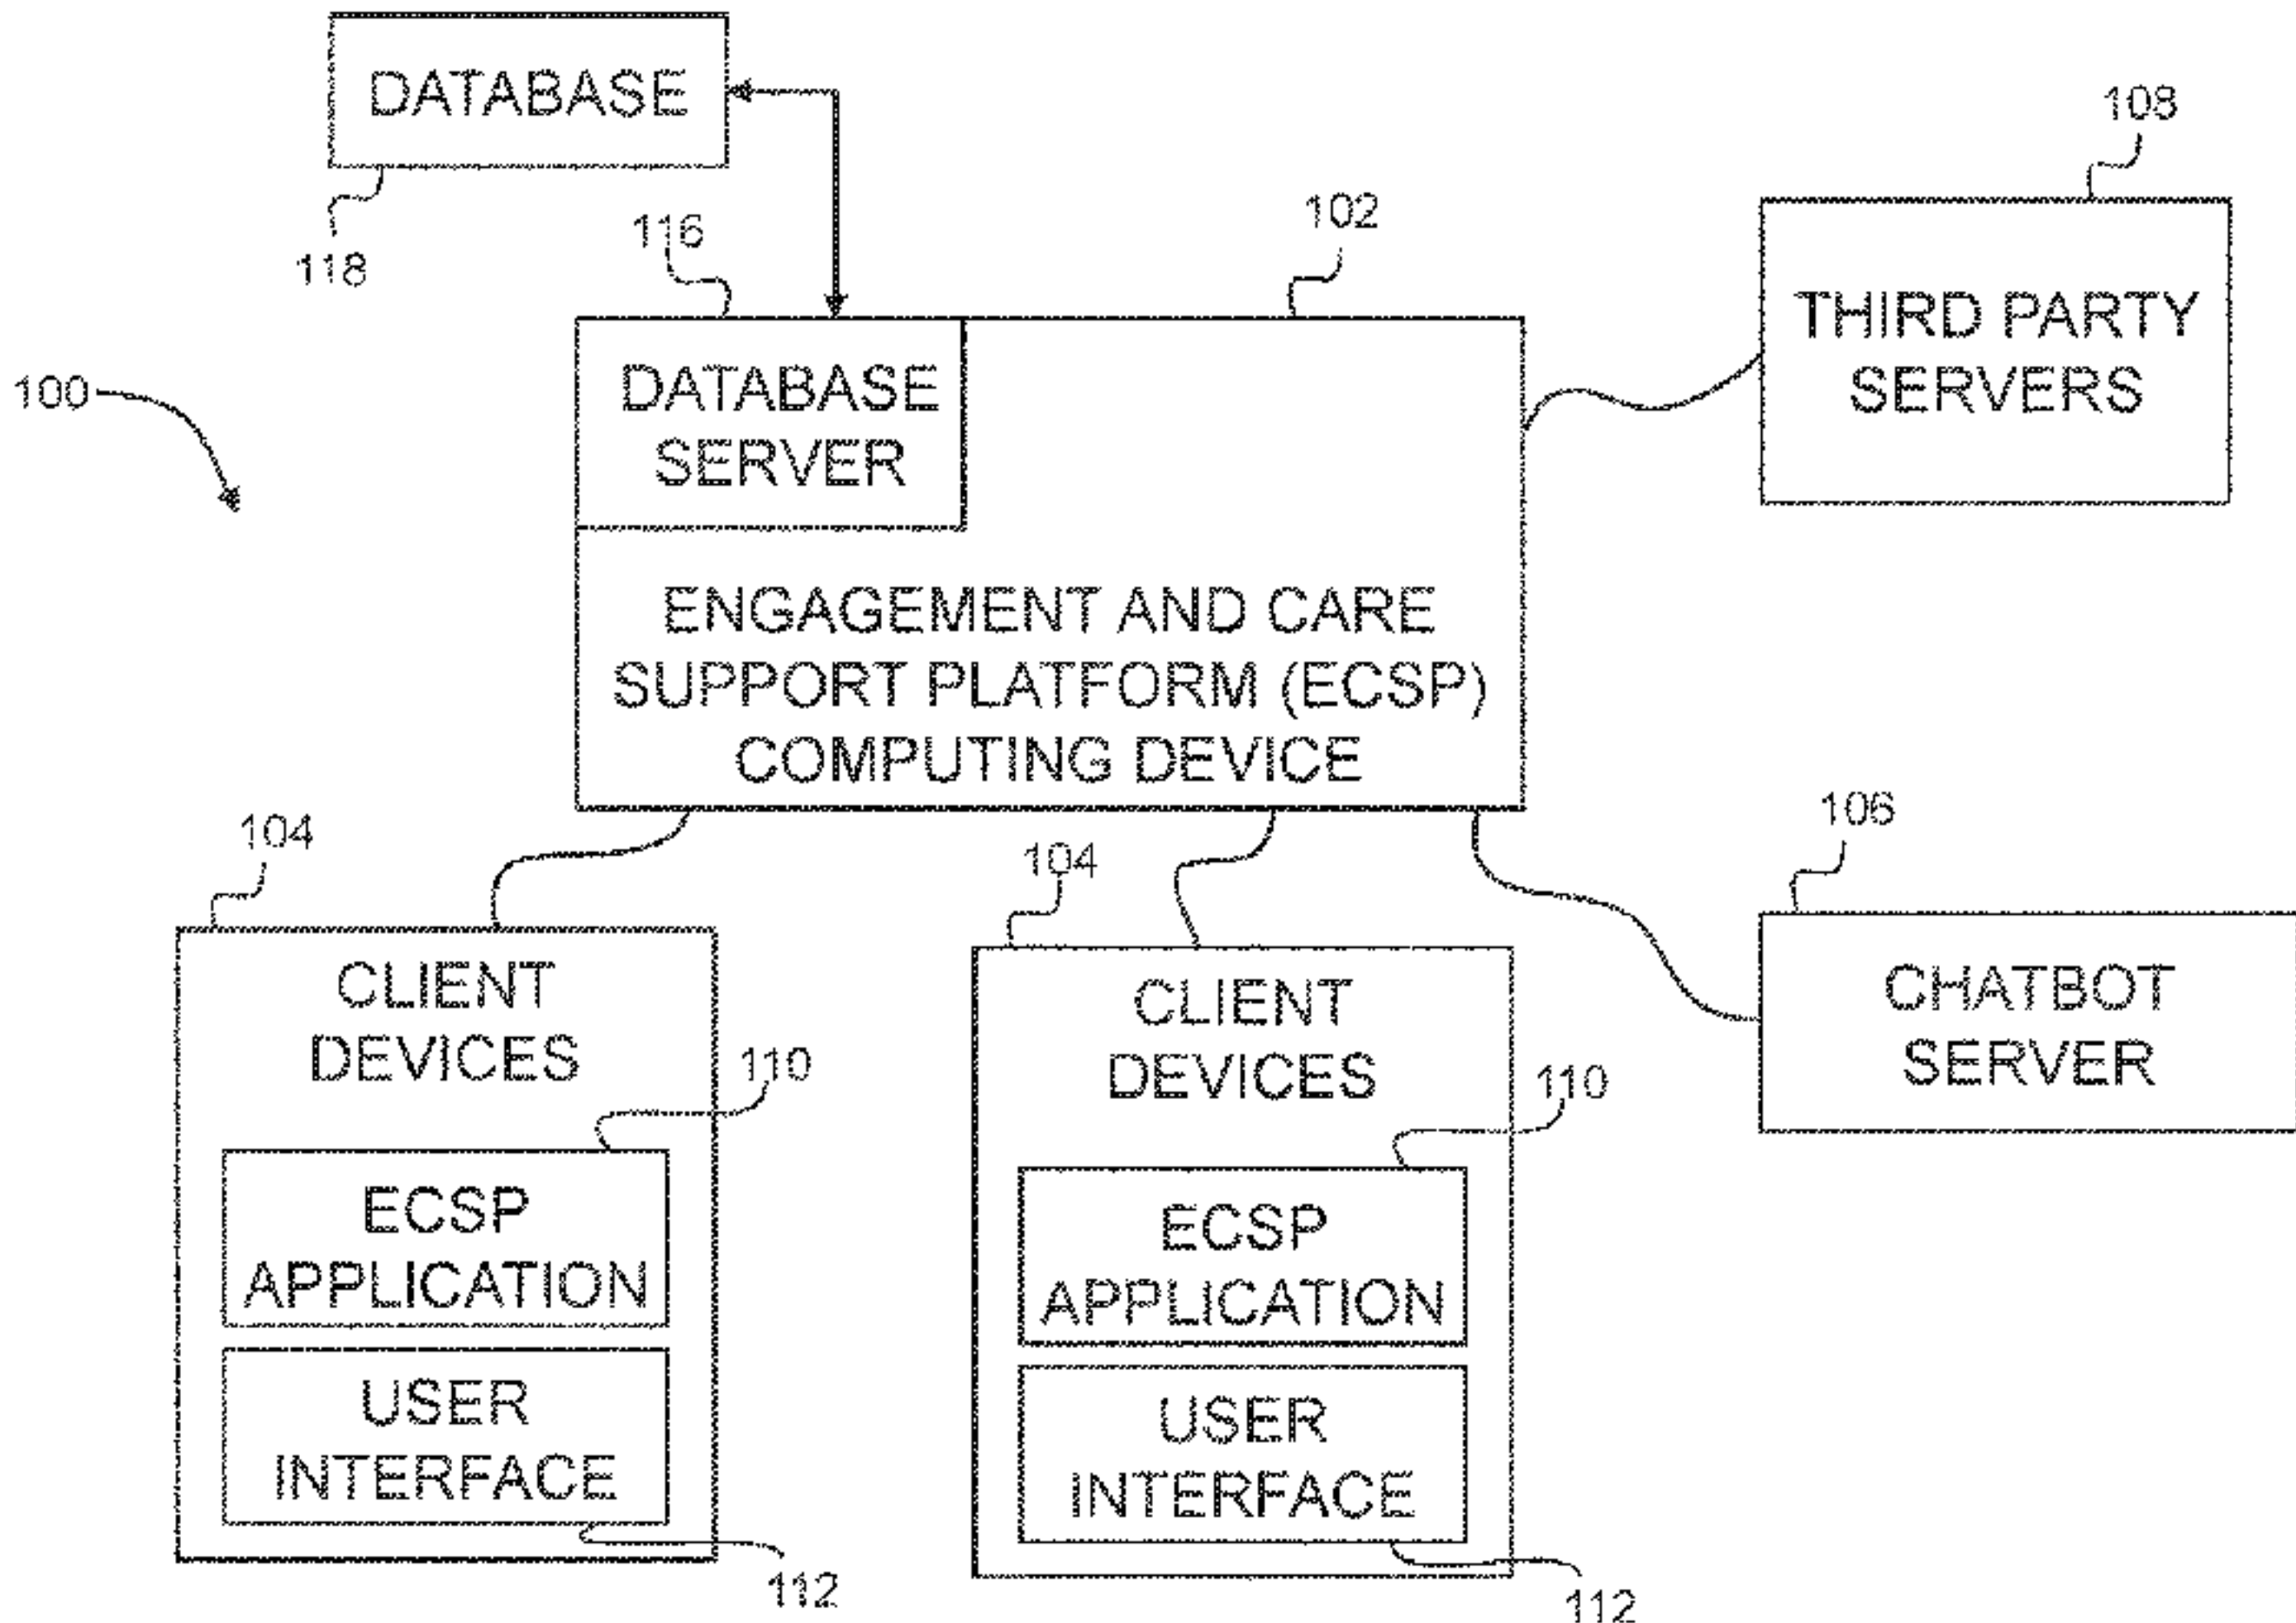 DATABASE
118
108
116
102
THIRD PARTY
SERVERS
100
DATABASE
SERVER
ENGAGEMENT AND CARE
SUPPORT PLATFORM (ECSP)
COMPUTING DEVICE
104
CLIENT
DEVICES
110
ECSP
APPLICATION
USER
INTERFACE
112
104
CLIENT
DEVICES
110
ECSP
APPLICATION
USER
INTERFACE
112
106
CHATBOT
SERVER